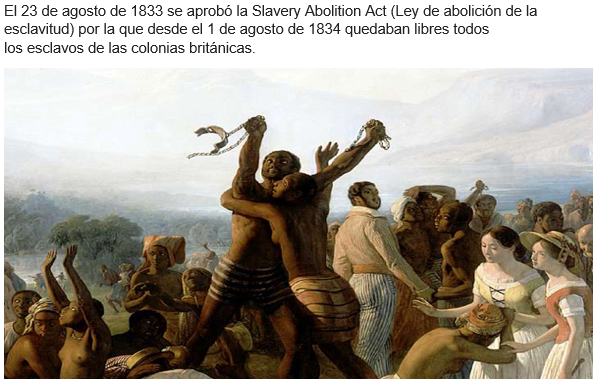 El 23 de agosto de 1833 se aprobó la Slavery Abolition Act (Ley de abolición de la
esclavitud) por la que desde el 1 de agosto de 1834 quedaban libres todos
los esclavos de las colonias británicas.